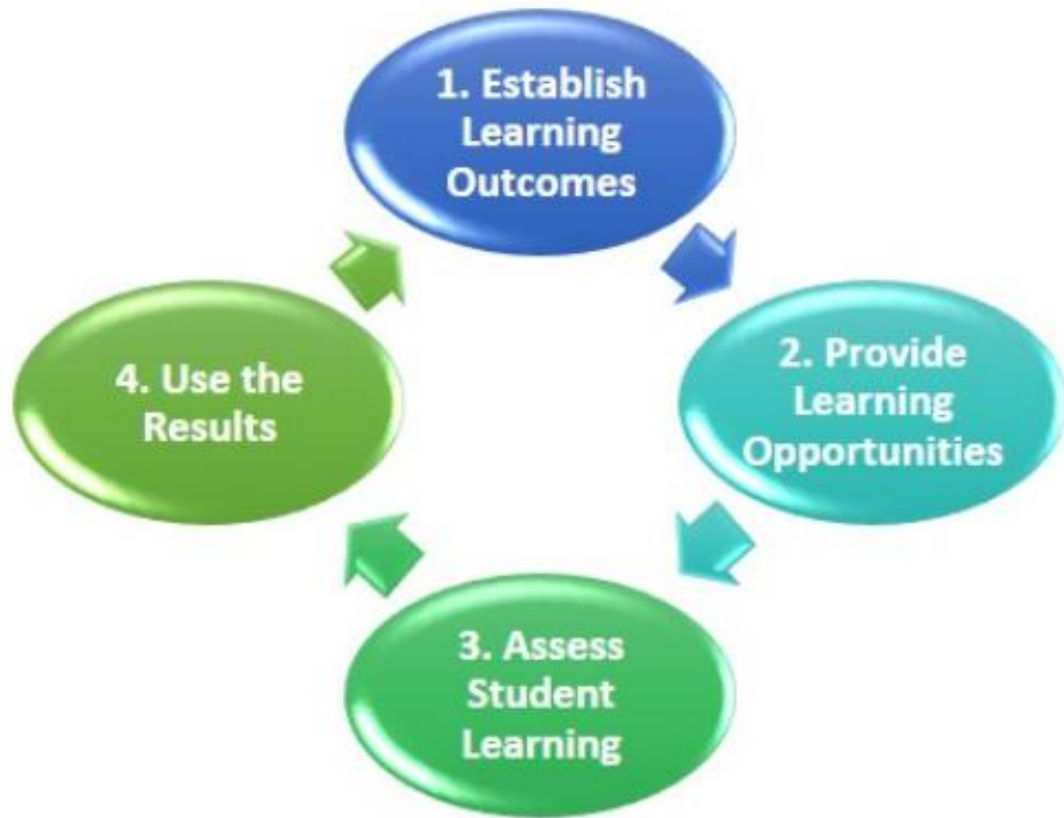 1. Establish
Learning
Outcomes
2. Provide
Learning
Opportunities
3. Assess
Student
Learning
4. Use the
Results